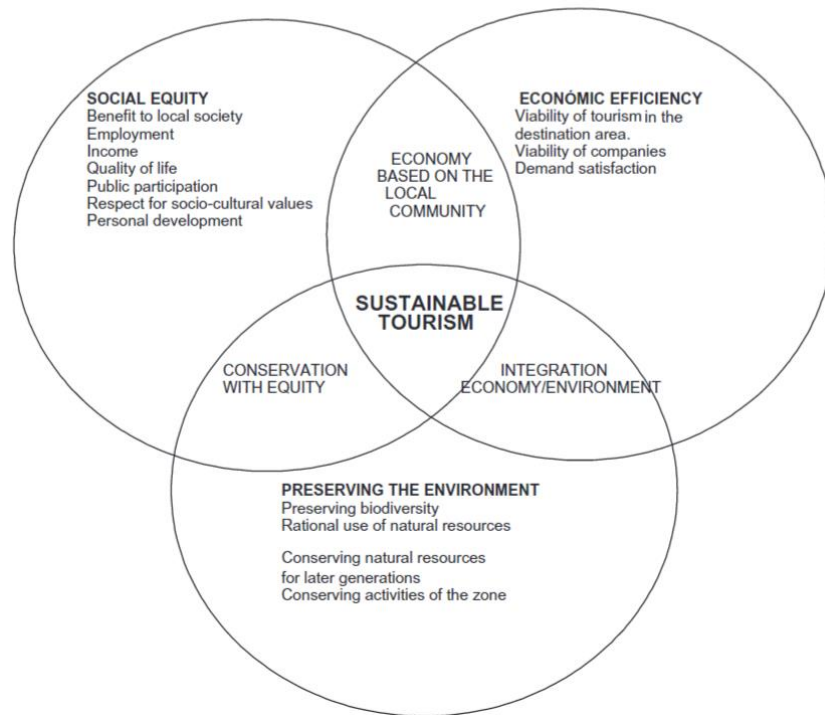 SOCIAL EQUITY
Benefit to local society
Employment
Income
Quality of life
Public participation
Respect for socio-cultural values
Personal development
ECONÓMIC EFFICIENCY
Viability of tourism in the
destination area.
Viability of companies
Demand satisfaction
ECONOMY
BASED ON THE
LOCAL
COMMUNITY
SUSTAINABLE
TOURISM
CONSERVATION
WITH EQUITY
INTEGRATION
ECONOMY/ENVIRONMENT
PRESERVING THE ENVIRONMENT
Preserving biodiversity
Rational use of natural resources
Conserving natural resources
for later generations
Conserving activities of the zone